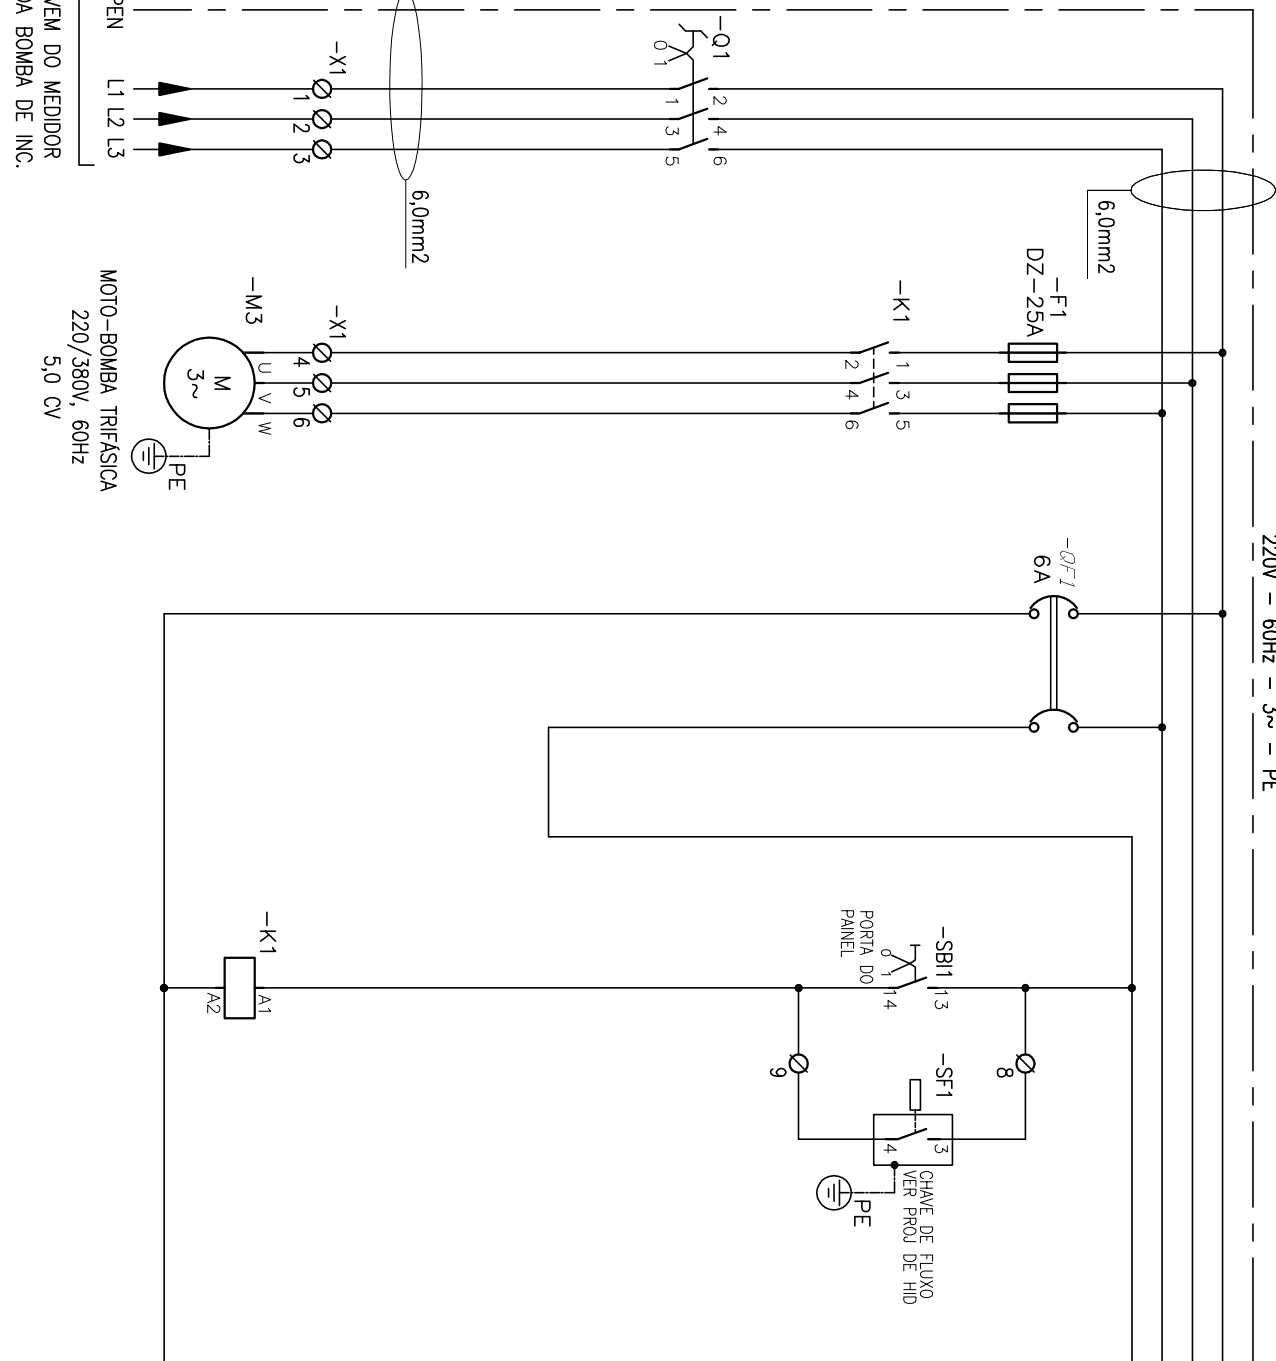 220V - 60Hz - 3~ - PE
PEN
L1 L2 L3
VEM DO MEDIDOR
DA BOMBA DE INC.
-X1
1
2
3
6,0mm2
-Q1
0 1
1
2
3
4
5
6
6,0mm2
-F1
DZ-25A
-K1
1
2
3
4
5
6
-X1
4
5
6
-M3
U
V
W
M
3~
PE
MOTO-BOMBA TRIFÁSICA
220/380V, 60Hz
5,0 CV
-QF1
6A
-SBI1
0 1
13
14
PORTA DO
PAINEL
8
9
-SF1
3
4
PE
CHAVE DE FLUXO
VER PROJ DE HID
-K1
A1
A2